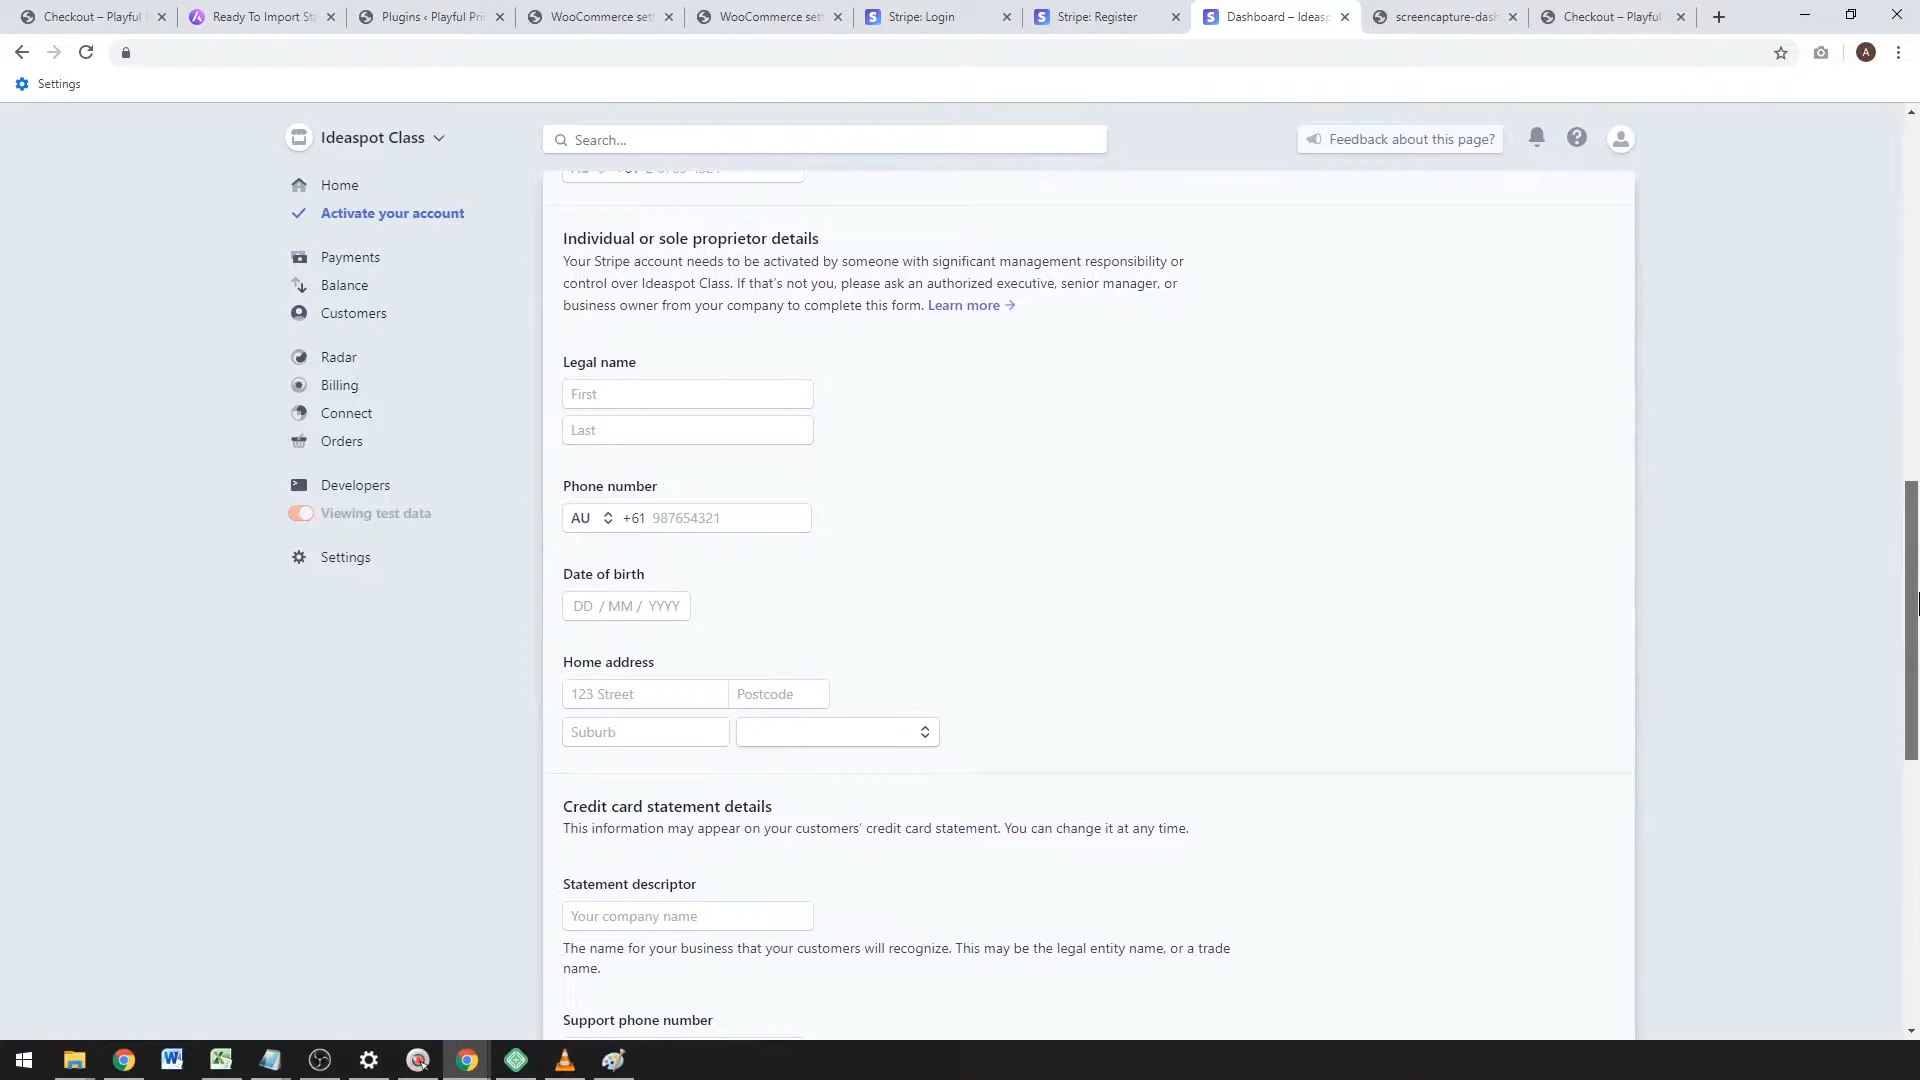 Checkout – Playful
Ready To Import Sta
Plugins ‹ Playful Pri
WooCommerce sett
WooCommerce sett
Stripe: Login
Stripe: Register
Dashboard – Ideasp
screencapture-dash
Checkout – Playful
A
Settings
Ideaspot Class
Search...
Feedback about this page?
Home
Activate your account
Payments
Balance
Customers
Radar
Billing
Connect
Orders
Developers
Viewing test data
Settings
Individual or sole proprietor details
Your Stripe account needs to be activated by someone with significant management responsibility or
control over Ideaspot Class. If that's not you, please ask an authorized executive, senior manager, or
business owner from your company to complete this form. Learn more →
Legal name
First
Last
Phone number
AU +61 987654321
Date of birth
DD / MM / YYYY
Home address
123 Street Postcode
Suburb
Credit card statement details
This information may appear on your customers' credit card statement. You can change it at any time.
Statement descriptor
Your company name
The name for your business that your customers will recognize. This may be the legal entity name, or a trade
name.
Support phone number